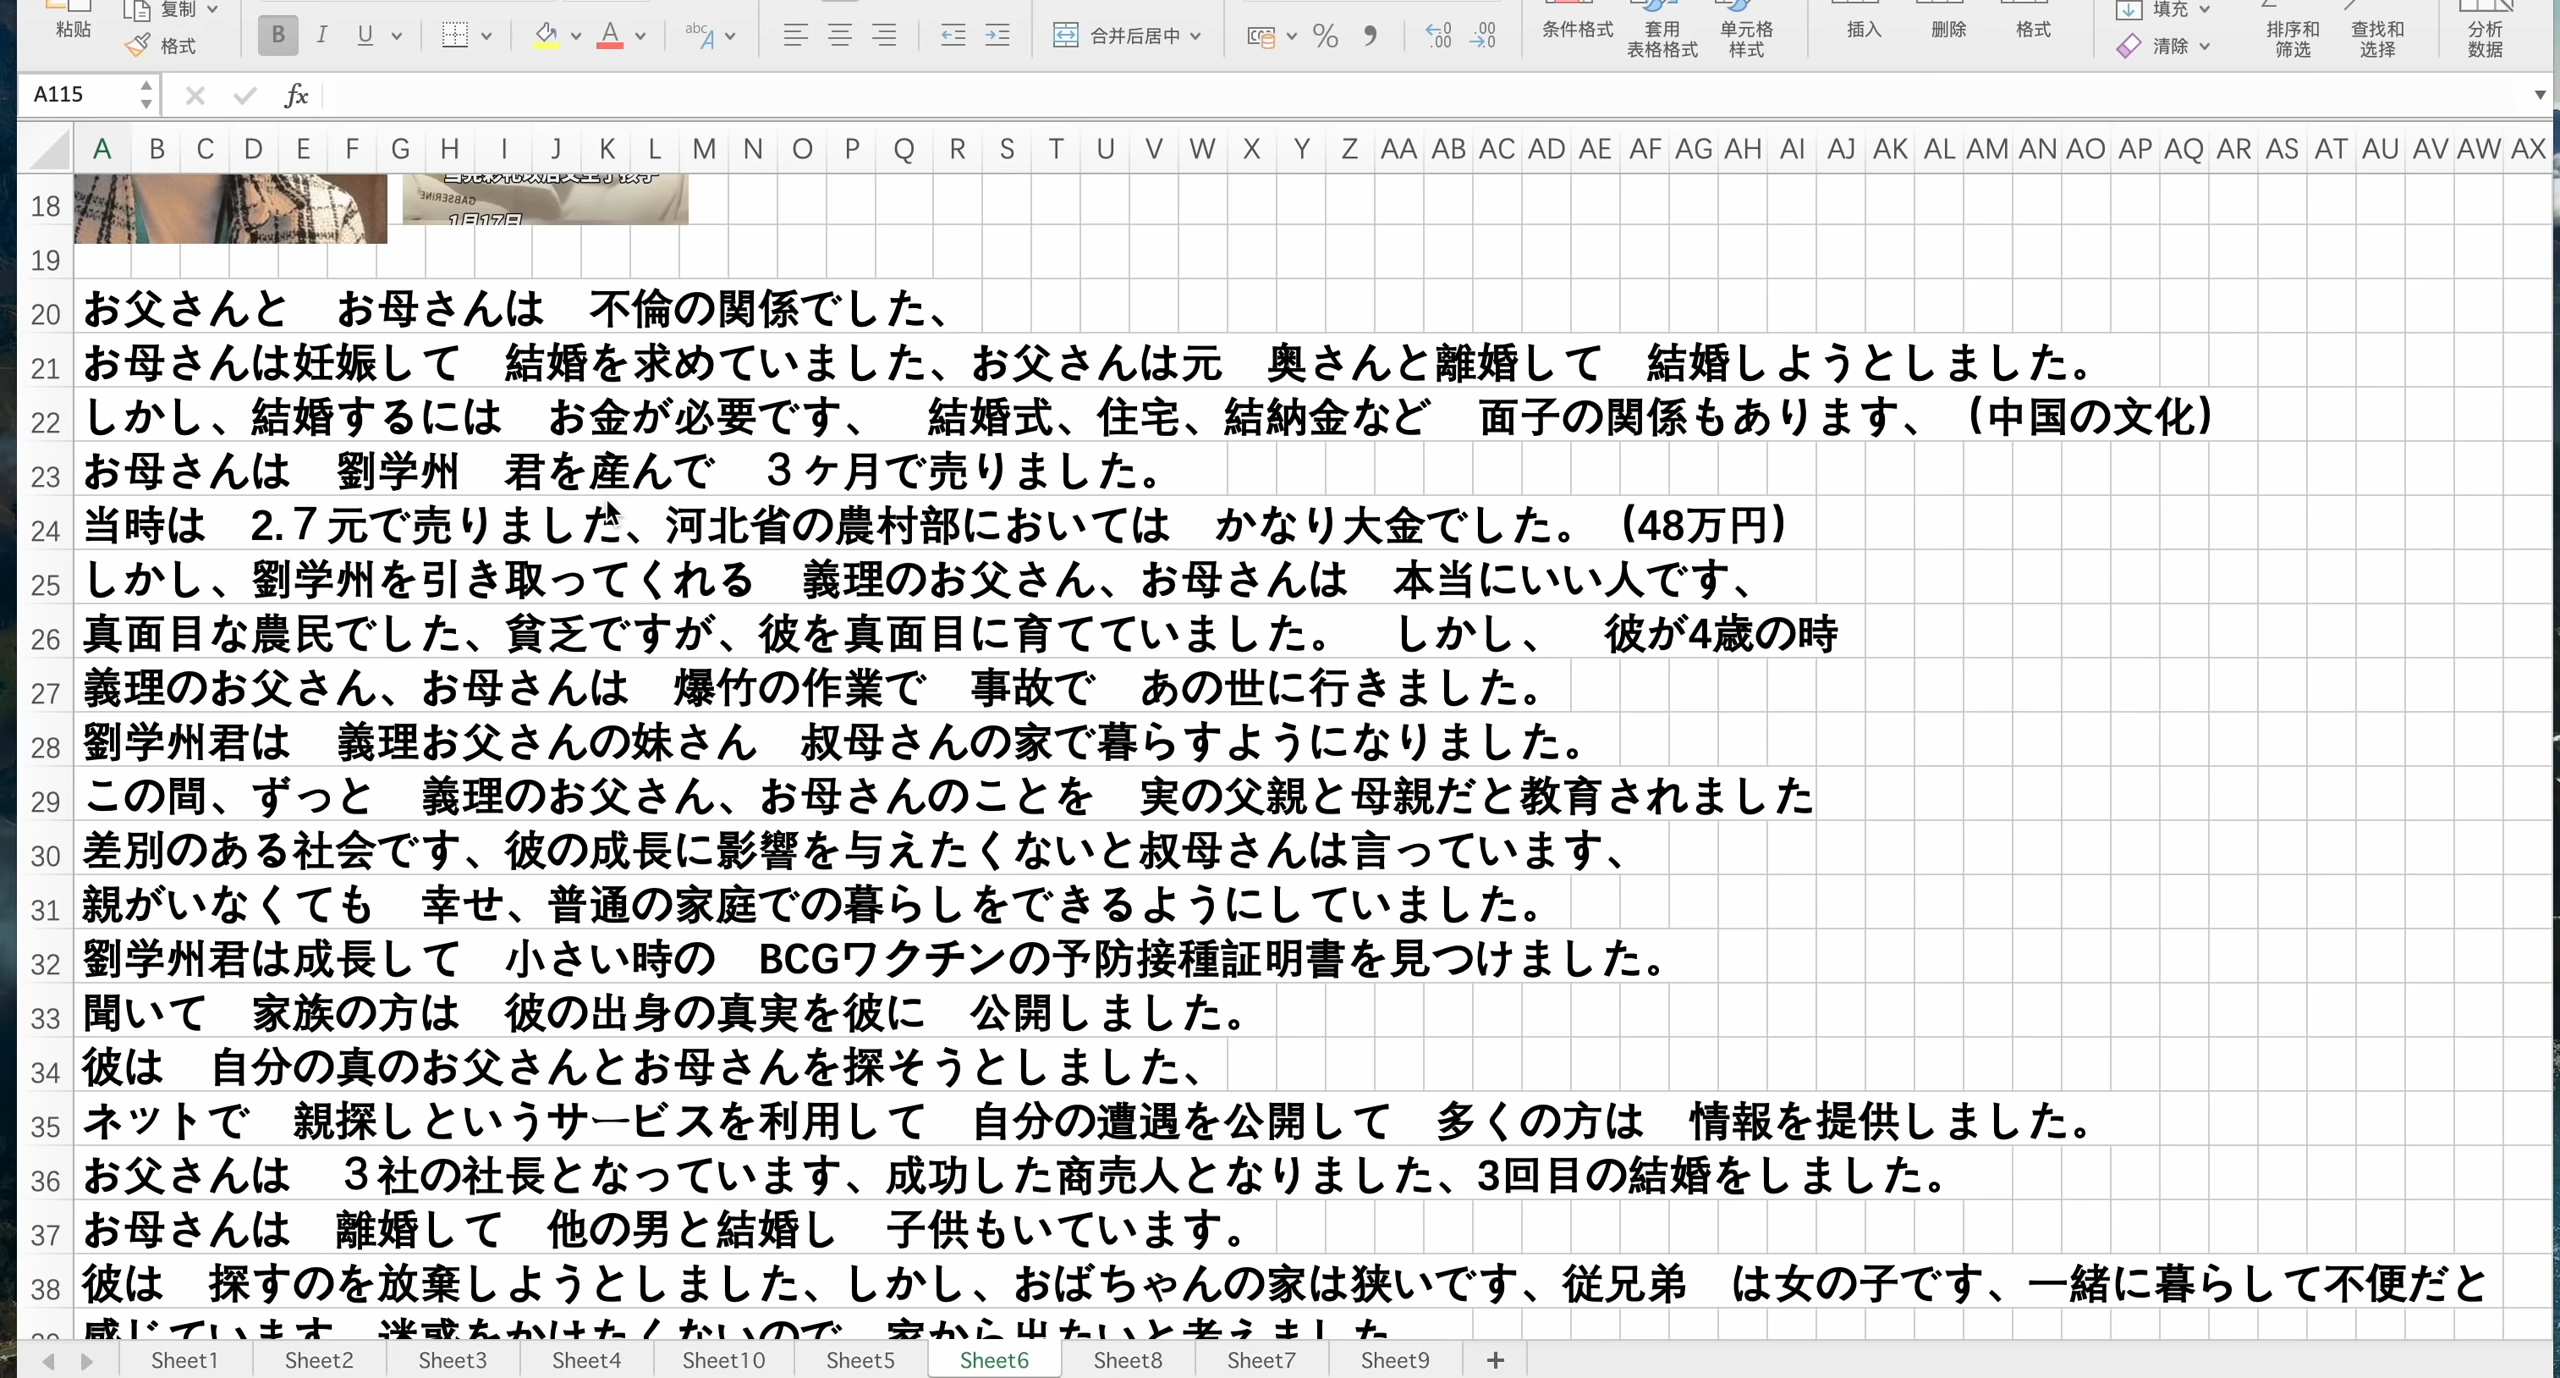 粘贴 复制 格式 B I U A abc A 合并后居中 % 条件格式 套用 表格格式 单元格 样式 插入 删除 格式 填充 清除 排序和 筛选 查找和 选择 分析 数据
A115 fx
A B C D E F G H I J K L M N O P Q R S T U V W X Y Z AA AB AC AD AE AF AG AH AI AJ AK AL AM AN AO AP AQ AR AS AT AU AV AW AX
GABSERINE
18 1月17日
19
20 お父さんと　お母さんは　不倫の関係でした、
21 お母さんは妊娠して　結婚を求めていました、お父さんは元　奥さんと離婚して　結婚しようとしました。
22 しかし、結婚するには　お金が必要です、　結婚式、住宅、結納金など　面子の関係もあります、（中国の文化）
23 お母さんは　劉学州　君を産んで　３ヶ月で売りました。
24 当時は　2.７元で売りました、河北省の農村部においては　かなり大金でした。（48万円）
25 しかし、劉学州を引き取ってくれる　義理のお父さん、お母さんは　本当にいい人です、
26 真面目な農民でした、貧乏ですが、彼を真面目に育てていました。　しかし、　彼が4歳の時
27 義理のお父さん、お母さんは　爆竹の作業で　事故で　あの世に行きました。
28 劉学州君は　義理お父さんの妹さん　叔母さんの家で暮らすようになりました。
29 この間、ずっと　義理のお父さん、お母さんのことを　実の父親と母親だと教育されました
30 差別のある社会です、彼の成長に影響を与えたくないと叔母さんは言っています、
31 親がいなくても　幸せ、普通の家庭での暮らしをできるようにしていました。
32 劉学州君は成長して　小さい時の　BCGワクチンの予防接種証明書を見つけました。
33 聞いて　家族の方は　彼の出身の真実を彼に　公開しました。
34 彼は　自分の真のお父さんとお母さんを探そうとしました、
35 ネットで　親探しというサービスを利用して　自分の遭遇を公開して　多くの方は　情報を提供しました。
36 お父さんは　３社の社長となっています、成功した商売人となりました、3回目の結婚をしました。
37 お母さんは　離婚して　他の男と結婚し　子供もいています。
38 彼は　探すのを放棄しようとしました、しかし、おばちゃんの家は狭いです、従兄弟　は女の子です、一緒に暮らして不便だと
39 感じています、迷惑をかけたくないので　家から出たいと考えました
Sheet1 Sheet2 Sheet3 Sheet4 Sheet10 Sheet5 Sheet6 Sheet8 Sheet7 Sheet9 +